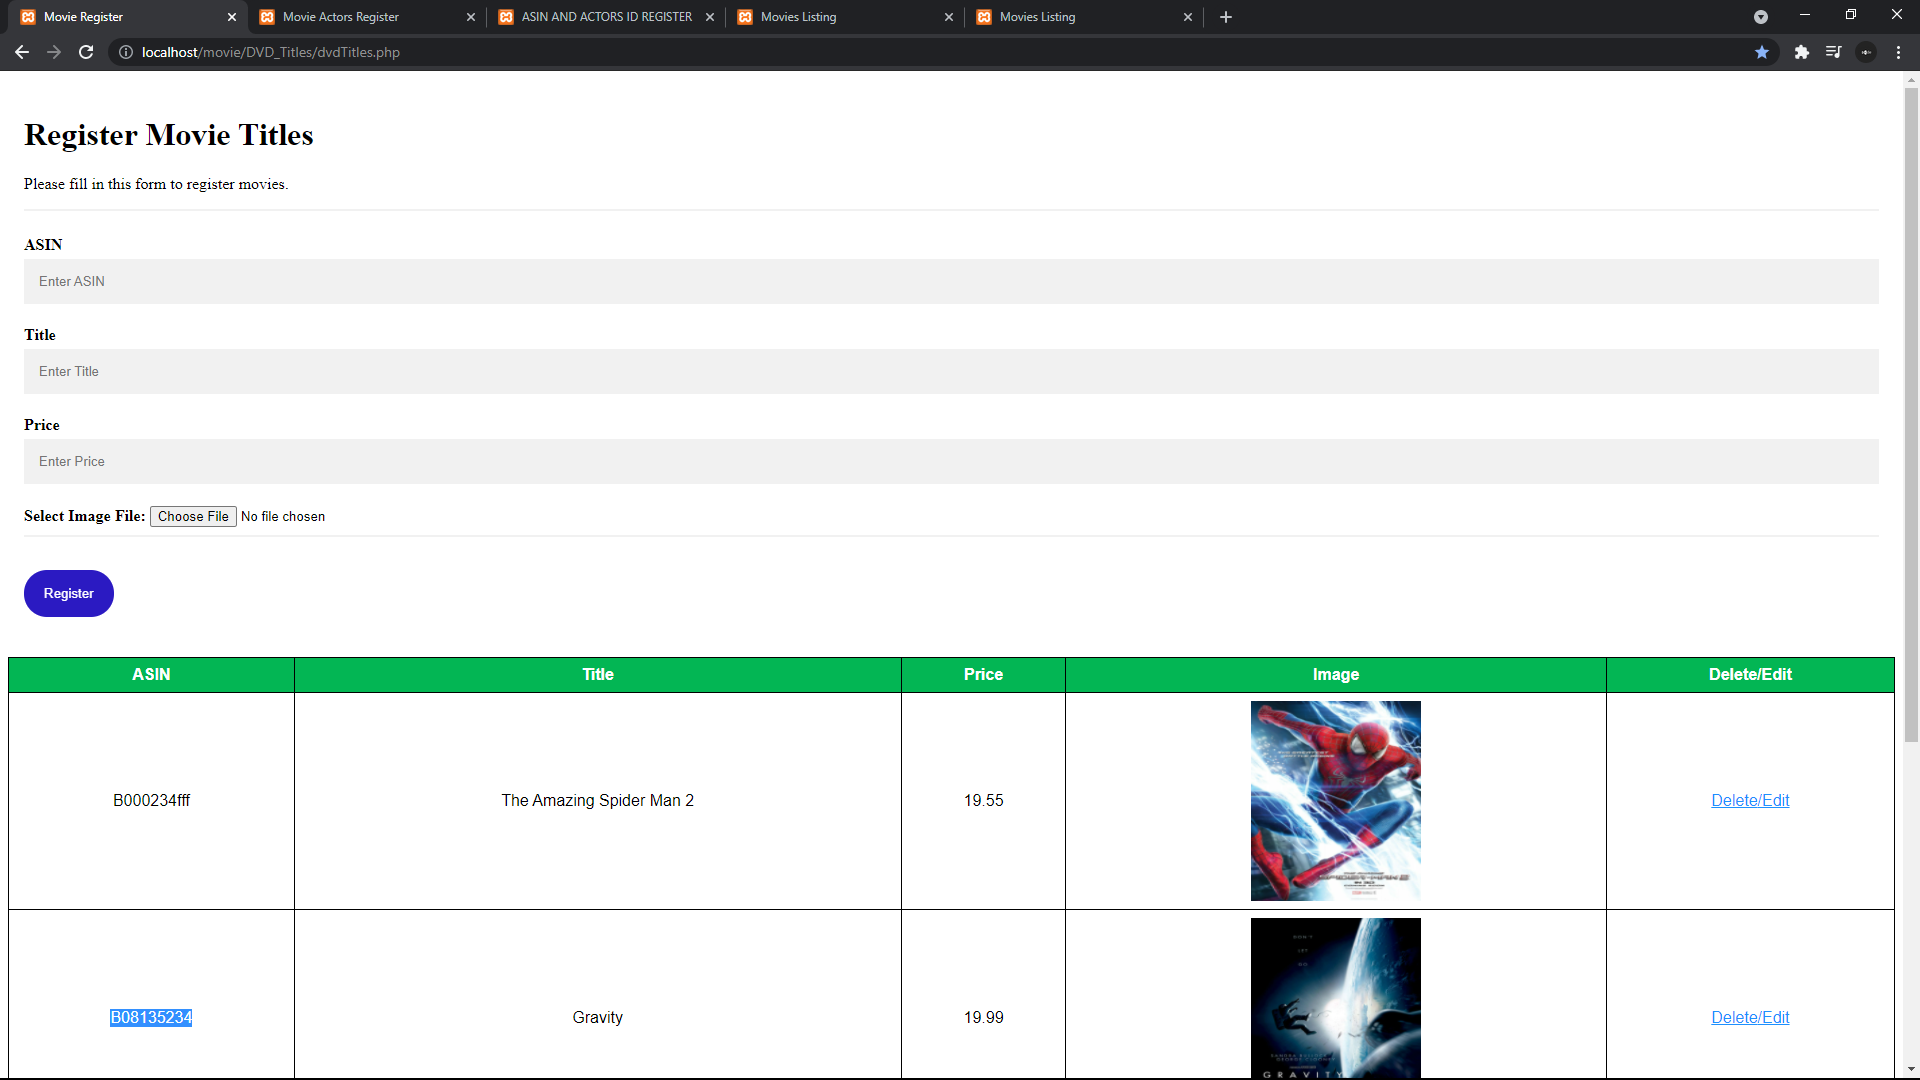 Movie Register
Movie Actors Register
ASIN AND ACTORS ID REGISTER
Movies Listing
Movies Listing
localhost/movie/DVD_Titles/dvdTitles.php
Register Movie Titles
Please fill in this form to register movies.
ASIN
Enter ASIN
Title
Enter Title
Price
Enter Price
Select Image File: Choose File No file chosen
Register
ASIN Title Price Image Delete/Edit
B000234fff The Amazing Spider Man 2 19.55 Delete/Edit
B08135234 Gravity 19.99 Delete/Edit
DON'T
LET
GO
GRAVITY